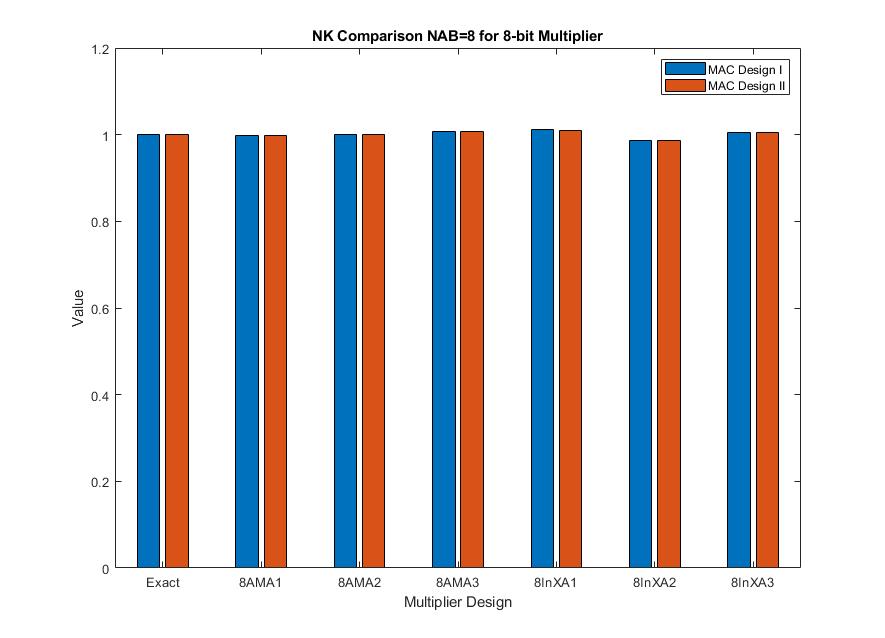 NK Comparison NAB=8 for 8-bit Multiplier
MAC Design I
MAC Design II
1.2
1
0.8
0.6
0.4
0.2
0
Value
Exact
8AMA1
8AMA2
8AMA3
8InXA1
8InXA2
8InXA3
Multiplier Design